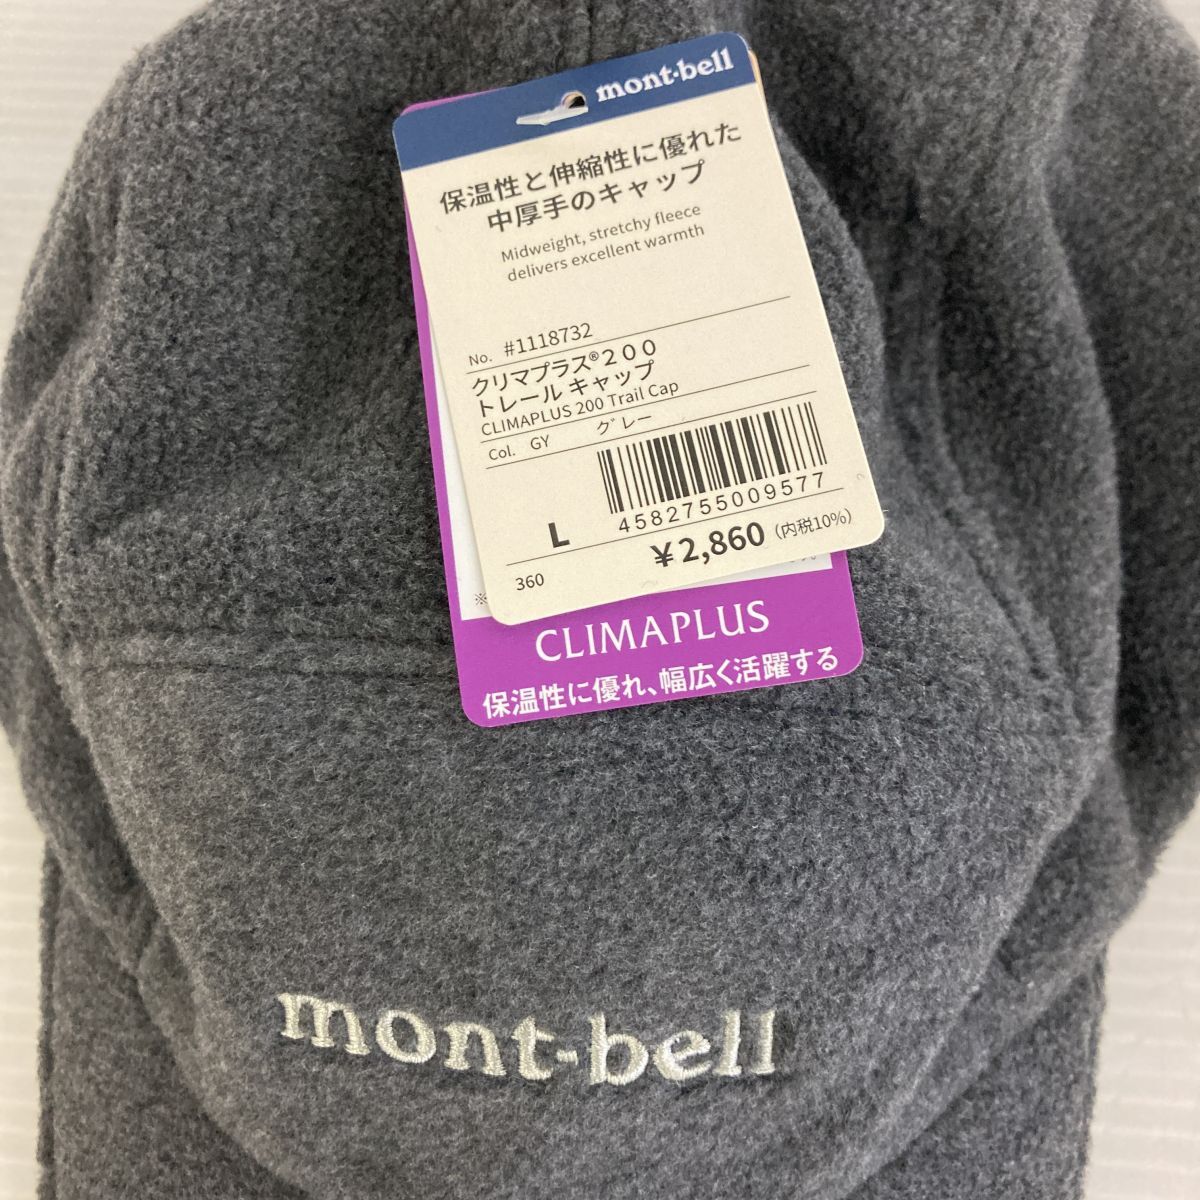 mont-bell
保温性と伸縮性に優れた
中厚手のキャップ
Midweight, stretchy fleece
delivers excellent warmth
No. #1118732
クリマプラス®200
トレール キャップ
CLIMAPLUS 200 Trail Cap
Col. GY グレー
4582755009577
L
¥2,860 (内税10%)
360
※
CLIMAPLUS
保温性に優れ、幅広く活躍する
mont-bell